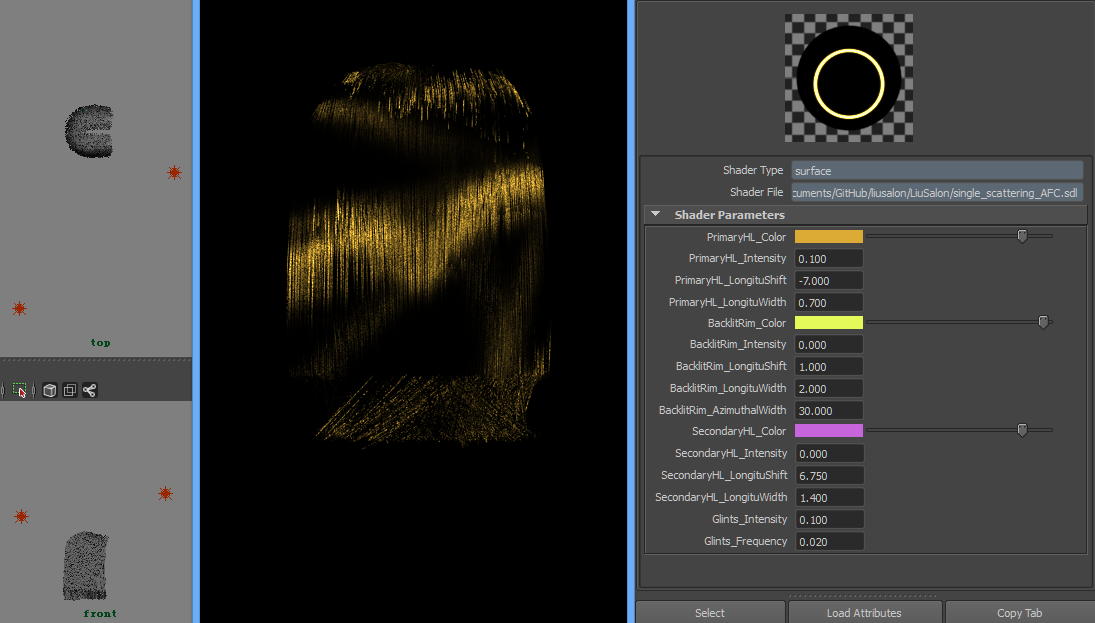 top
front
Shader Type surface
Shader File cuments/GitHub/liusalon/LiuSalon/single_scattering_AFC.sdl
Shader Parameters
PrimaryHL_Color
PrimaryHL_Intensity 0.100
PrimaryHL_LongituShift -7.000
PrimaryHL_LongituWidth 0.700
BacklitRim_Color
BacklitRim_Intensity 0.000
BacklitRim_LongituShift 1.000
BacklitRim_LongituWidth 2.000
BacklitRim_AzimuthalWidth 30.000
SecondaryHL_Color
SecondaryHL_Intensity 0.000
SecondaryHL_LongituShift 6.750
SecondaryHL_LongituWidth 1.400
Glints_Intensity 0.100
Glints_Frequency 0.020
Select Load Attributes Copy Tab